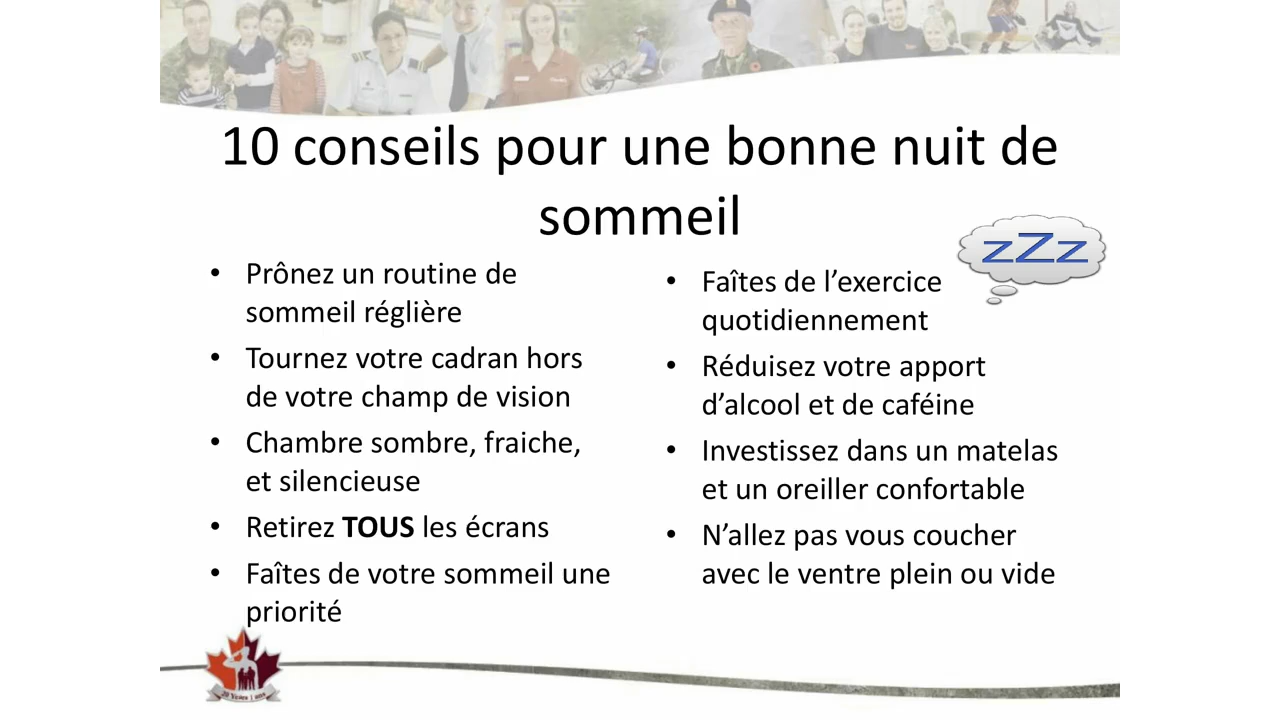 10 conseils pour une bonne nuit de
sommeil
zZz
• Prônez un routine de
sommeil réglière
• Tournez votre cadran hors
de votre champ de vision
• Chambre sombre, fraiche,
et silencieuse
• Retirez TOUS les écrans
• Faîtes de votre sommeil une
priorité
• Faîtes de l’exercice
quotidiennement
• Réduisez votre apport
d’alcool et de caféine
• Investissez dans un matelas
et un oreiller confortable
• N’allez pas vous coucher
avec le ventre plein ou vide